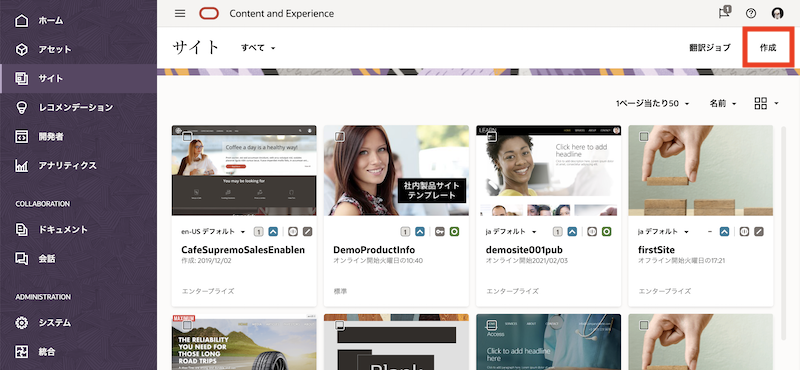 Content and Experience
1
ホーム
アセット
サイト
レコメンデーション
開発者
アナリティクス
COLLABORATION
ドキュメント
会話
ADMINISTRATION
システム
統合
サイト
すべて
翻訳ジョブ
作成
1ページ当たり50
名前
Coffee a day is a healthy way!
You may be looking for
en-US デフォルト
1
CafeSupremoSalesEnablen
作成: 2019/12/02
エンタープライズ
社内製品サイト
テンプレート
1
DemoProductInfo
オンライン開始火曜日の10:40
標準
LEARN
Click here to add
headline
ja デフォルト
1
demosite001pub
オンライン開始2021/02/03
エンタープライズ
ja デフォルト
–
firstSite
オフライン開始火曜日の17:21
エンタープライズ
MAXIMUM
THE RELIABILITY
YOU NEED FOR
THOSE LONG
ROAD TRIPS
Blank
Access
Click here to add
headline